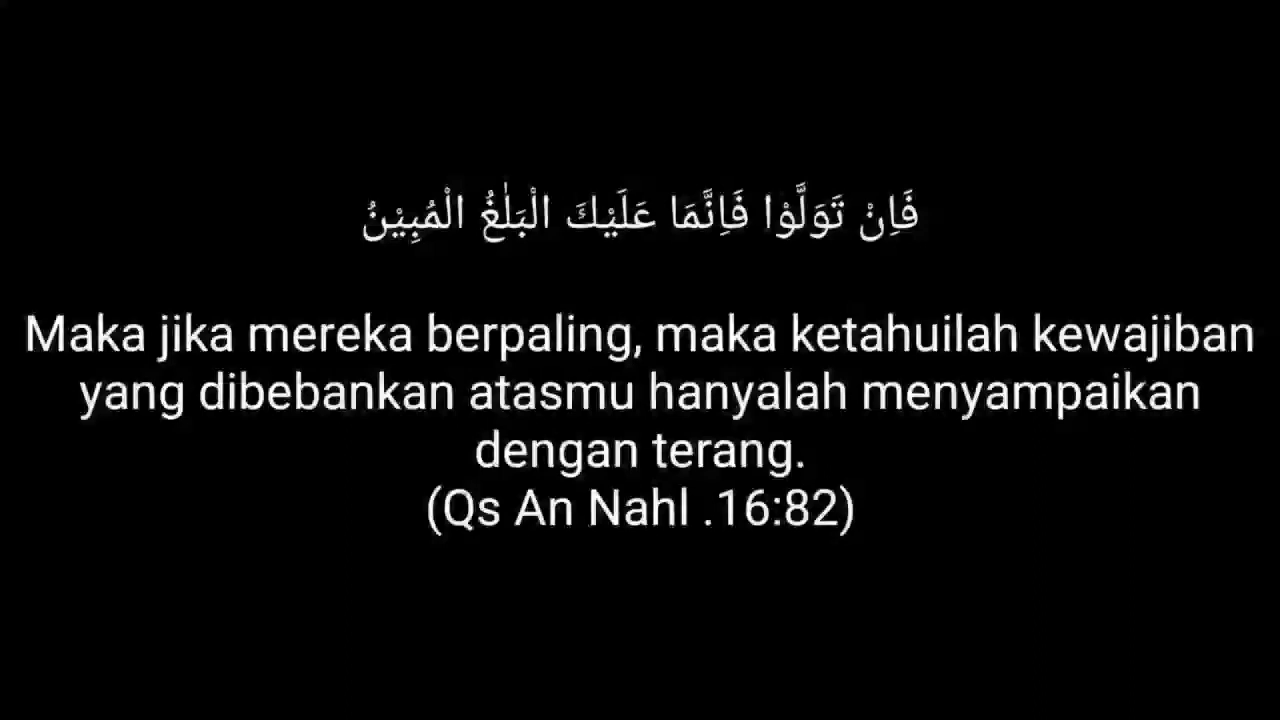 فَاِنْ تَوَلَّوْا فَاِنَّمَا عَلَيْكَ الْبَلٰغُ الْمُبِيْنُ
Maka jika mereka berpaling, maka ketahuilah kewajiban
yang dibebankan atasmu hanyalah menyampaikan
dengan terang.
(Qs An Nahl .16:82)